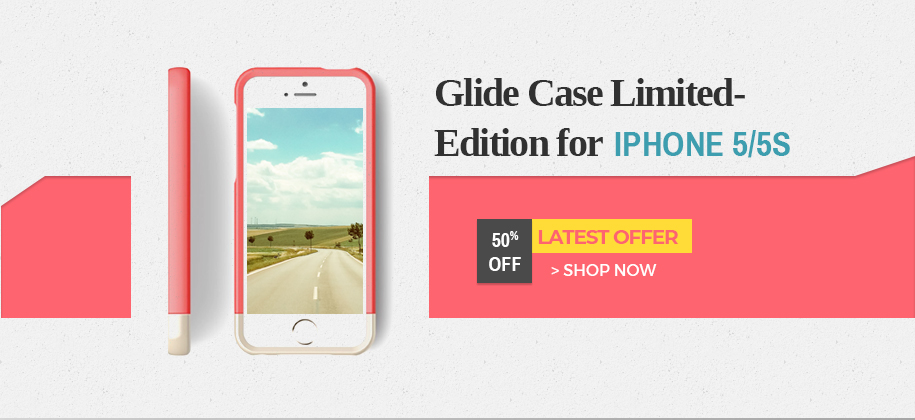 Glide Case Limited-
Edition for IPHONE 5/5S
50%
OFF
LATEST OFFER
> SHOP NOW